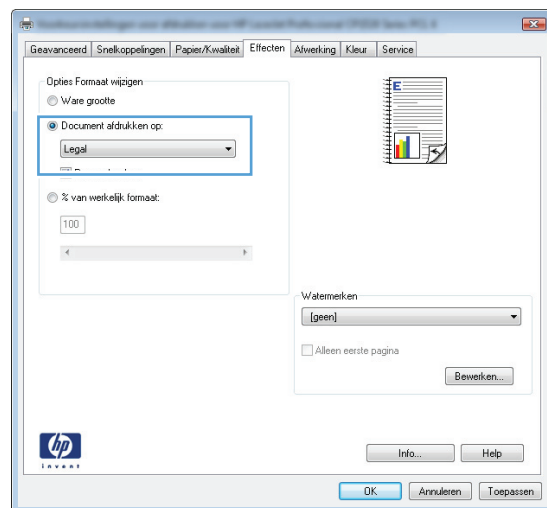 Geavanceerd Snelkoppelingen Papier/Kwaliteit Effecten Afwerking Kleur Service
Opties Formaat wijzigen
Ware grootte
Document afdrukken op:
Legal
% van werkelijk formaat:
100
Watermerken
[geen]
Alleen eerste pagina
Bewerken...
hp
invent
Info... Help
OK Annuleren Toepassen